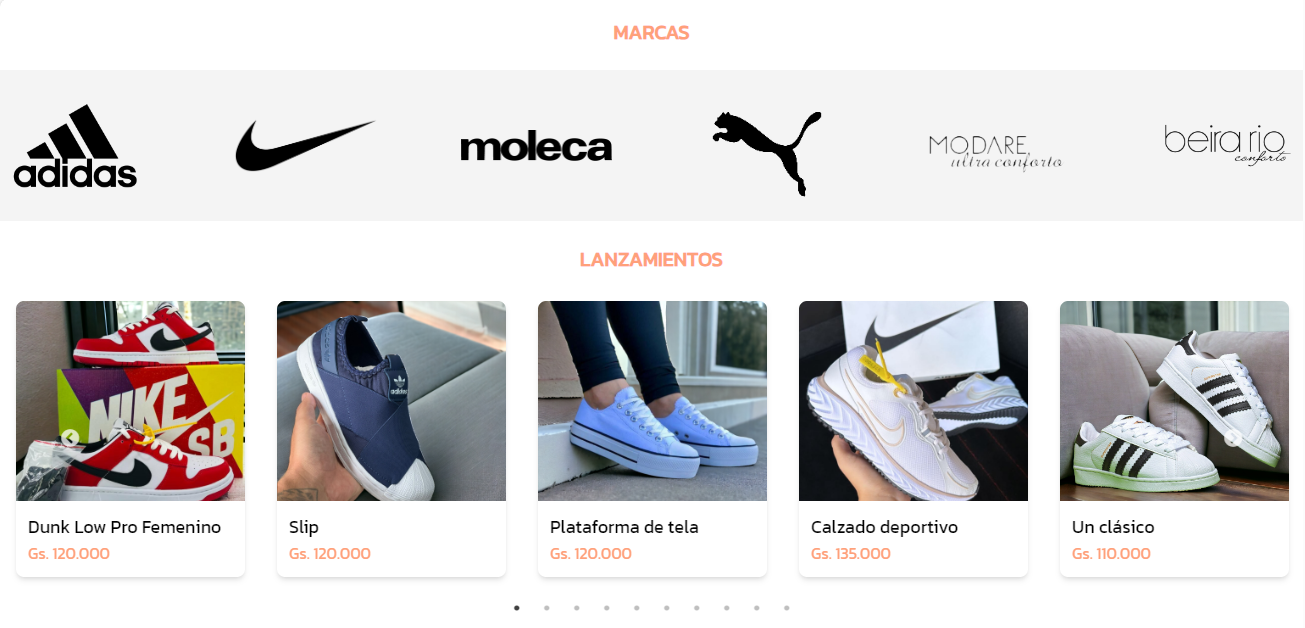 MARCAS
adidas
moleca
MODARE.
ultra conforto
beira rio
conforto
LANZAMIENTOS
NIKE
SB
adidas
Dunk Low Pro Femenino
Gs. 120.000
Slip
Gs. 120.000
Plataforma de tela
Gs. 120.000
Calzado deportivo
Gs. 135.000
Un clásico
Gs. 110.000